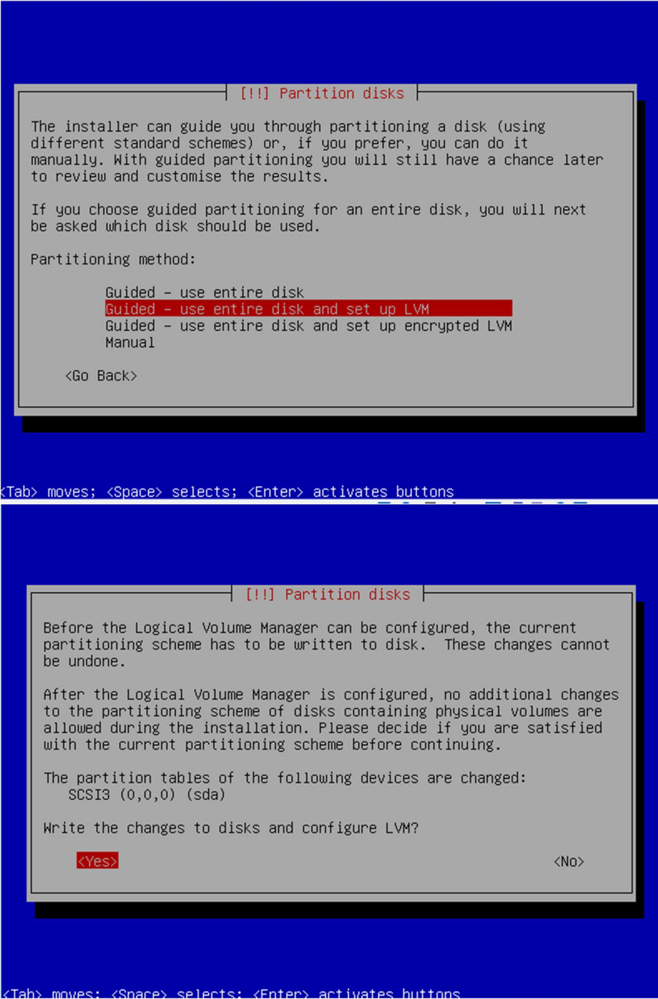 [!!] Partition disks
The installer can guide you through partitioning a disk (using
different standard schemes) or, if you prefer, you can do it
manually. With guided partitioning you will still have a chance later
to review and customise the results.
If you choose guided partitioning for an entire disk, you will next
be asked which disk should be used.
Partitioning method:
Guided - use entire disk
Guided - use entire disk and set up LVM
Guided - use entire disk and set up encrypted LVM
Manual
<Go Back>
<Tab> moves; <Space> selects; <Enter> activates buttons
[!!] Partition disks
Before the Logical Volume Manager can be configured, the current
partitioning scheme has to be written to disk.  These changes cannot
be undone.
After the Logical Volume Manager is configured, no additional changes
to the partitioning scheme of disks containing physical volumes are
allowed during the installation. Please decide if you are satisfied
with the current partitioning scheme before continuing.
The partition tables of the following devices are changed:
SCSI3 (0,0,0) (sda)
Write the changes to disks and configure LVM?
<Yes> <No>
<Tab> moves; <Space> selects; <Enter> activates buttons